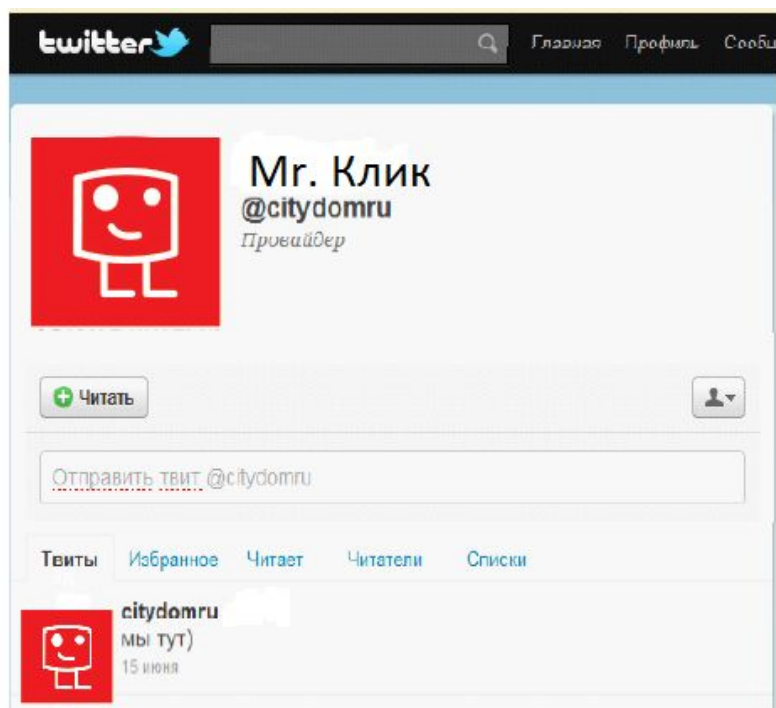 twitter
Главная Профиль Сообщ
Mr. Клик
@citydomru
Провайдер
Читать
Отправить твит @citydomru
Твиты Избранное Читает Читатели Списки
citydomru
мы тут)
15 июня